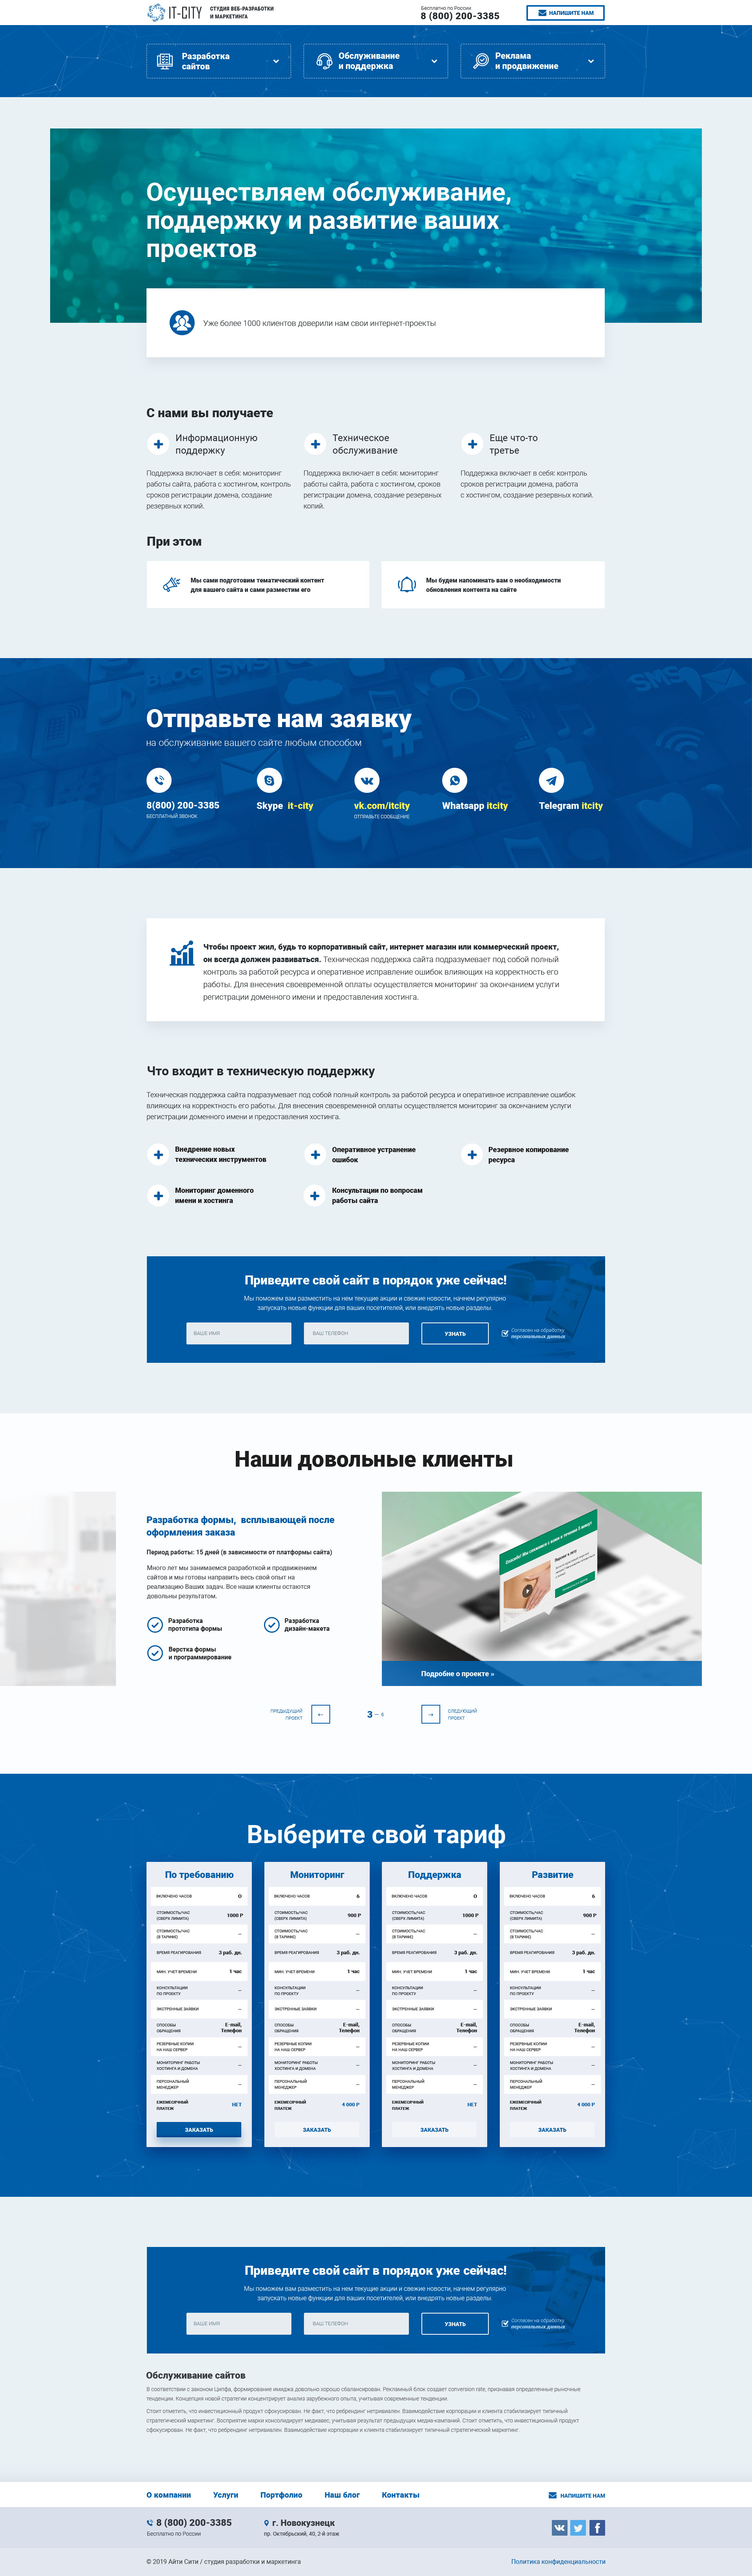 IT-CITY
СТУДИЯ ВЕБ-РАЗРАБОТКИ
И МАРКЕТИНГА
Бесплатно по России
8 (800) 200-3385
НАПИШИТЕ НАМ
Разработка
сайтов
Обслуживание
и поддержка
Реклама
и продвижение
Осуществляем обслуживание,
поддержку и развитие ваших
проектов
Уже более 1000 клиентов доверили нам свои интернет-проекты
С нами вы получаете
Информационную
поддержку
Поддержка включает в себя: мониторинг
работы сайта, работа с хостингом, контроль
сроков регистрации домена, создание
резервных копий.
Техническое
обслуживание
Поддержка включает в себя: мониторинг
работы сайта, работа с хостингом, сроков
регистрации домена, создание резервных
копий.
Еще что-то
третье
Поддержка включает в себя: контроль
сроков регистрации домена, работа
с хостингом, создание резервных копий.
При этом
Мы сами подготовим тематический контент
для вашего сайта и сами разместим его
Мы будем напоминать вам о необходимости
обновления контента на сайте
BLOG
SMS
SMS
Отправьте нам заявку
на обслуживание вашего сайте любым способом
8(800) 200-3385
БЕСПЛАТНЫЙ ЗВОНОК
Skype it-city
vk.com/itcity
ОТПРАВЬТЕ СООБЩЕНИЕ
Whatsapp itcity
Telegram itcity
Чтобы проект жил, будь то корпоративный сайт, интернет магазин или коммерческий проект,
он всегда должен развиваться. Техническая поддержка сайта подразумевает под собой полный
контроль за работой ресурса и оперативное исправление ошибок влияющих на корректность его
работы. Для внесения своевременной оплаты осуществляется мониторинг за окончанием услуги
регистрации доменного имени и предоставления хостинга.
Что входит в техническую поддержку
Техническая поддержка сайта подразумевает под собой полный контроль за работой ресурса и оперативное исправление ошибок
влияющих на корректность его работы. Для внесения своевременной оплаты осуществляется мониторинг за окончанием услуги
регистрации доменного имени и предоставления хостинга.
Внедрение новых
технических инструментов
Оперативное устранение
ошибок
Резервное копирование
ресурса
Мониторинг доменного
имени и хостинга
Консультации по вопросам
работы сайта
Приведите свой сайт в порядок уже сейчас!
Мы поможем вам разместить на нем текущие акции и свежие новости, начнем регулярно
запускать новые функции для ваших посетителей, или внедрять новые разделы.
ВАШЕ ИМЯ
ВАШ ТЕЛЕФОН
УЗНАТЬ
Согласен на обработку
персональных данных
Наши довольные клиенты
Разработка формы, всплывающей после
оформления заказа
Период работы: 15 дней (в зависимости от платформы сайта)
Много лет мы занимаемся разработкой и продвижением
сайтов и мы готовы направить весь свой опыт на
реализацию Ваших задач. Все наши клиенты остаются
довольны результатом.
Разработка
прототипа формы
Разработка
дизайн-макета
Верстка формы
и программирование
Подробно о проекте »
ПРЕДЫДУЩИЙ
ПРОЕКТ
←
3 — 6
→
СЛЕДУЮЩИЙ
ПРОЕКТ
Выберите свой тариф
По требованию
ВКЛЮЧЕНО ЧАСОВ 0
СТОИМОСТЬ/ЧАС
(СВЕРХ ЛИМИТА) 1000 Р
СТОИМОСТЬ/ЧАС
(В ТАРИФЕ) —
ВРЕМЯ РЕАГИРОВАНИЯ 3 раб. дн.
МИН. УЧЕТ ВРЕМЕНИ 1 час
КОНСУЛЬТАЦИИ
ПО ПРОЕКТУ —
ЭКСТРЕННЫЕ ЗАЯВКИ —
СПОСОБЫ
ОБРАЩЕНИЯ E-mail, Телефон
РЕЗЕРВНЫЕ КОПИИ
НА НАШ СЕРВЕР —
МОНИТОРИНГ РАБОТЫ
ХОСТИНГА И ДОМЕНА —
ПЕРСОНАЛЬНЫЙ
МЕНЕДЖЕР —
ЕЖЕМЕСЯЧНЫЙ
ПЛАТЕЖ НЕТ
ЗАКАЗАТЬ
Мониторинг
ВКЛЮЧЕНО ЧАСОВ 6
СТОИМОСТЬ/ЧАС
(СВЕРХ ЛИМИТА) 900 Р
СТОИМОСТЬ/ЧАС
(В ТАРИФЕ) —
ВРЕМЯ РЕАГИРОВАНИЯ 3 раб. дн.
МИН. УЧЕТ ВРЕМЕНИ 1 час
КОНСУЛЬТАЦИИ
ПО ПРОЕКТУ —
ЭКСТРЕННЫЕ ЗАЯВКИ —
СПОСОБЫ
ОБРАЩЕНИЯ E-mail, Телефон
РЕЗЕРВНЫЕ КОПИИ
НА НАШ СЕРВЕР —
МОНИТОРИНГ РАБОТЫ
ХОСТИНГА И ДОМЕНА —
ПЕРСОНАЛЬНЫЙ
МЕНЕДЖЕР —
ЕЖЕМЕСЯЧНЫЙ
ПЛАТЕЖ 4 000 Р
ЗАКАЗАТЬ
Поддержка
ВКЛЮЧЕНО ЧАСОВ 0
СТОИМОСТЬ/ЧАС
(СВЕРХ ЛИМИТА) 1000 Р
СТОИМОСТЬ/ЧАС
(В ТАРИФЕ) —
ВРЕМЯ РЕАГИРОВАНИЯ 3 раб. дн.
МИН. УЧЕТ ВРЕМЕНИ 1 час
КОНСУЛЬТАЦИИ
ПО ПРОЕКТУ —
ЭКСТРЕННЫЕ ЗАЯВКИ —
СПОСОБЫ
ОБРАЩЕНИЯ E-mail, Телефон
РЕЗЕРВНЫЕ КОПИИ
НА НАШ СЕРВЕР —
МОНИТОРИНГ РАБОТЫ
ХОСТИНГА И ДОМЕНА —
ПЕРСОНАЛЬНЫЙ
МЕНЕДЖЕР —
ЕЖЕМЕСЯЧНЫЙ
ПЛАТЕЖ НЕТ
ЗАКАЗАТЬ
Развитие
ВКЛЮЧЕНО ЧАСОВ 6
СТОИМОСТЬ/ЧАС
(СВЕРХ ЛИМИТА) 900 Р
СТОИМОСТЬ/ЧАС
(В ТАРИФЕ) —
ВРЕМЯ РЕАГИРОВАНИЯ 3 раб. дн.
МИН. УЧЕТ ВРЕМЕНИ 1 час
КОНСУЛЬТАЦИИ
ПО ПРОЕКТУ —
ЭКСТРЕННЫЕ ЗАЯВКИ —
СПОСОБЫ
ОБРАЩЕНИЯ E-mail, Телефон
РЕЗЕРВНЫЕ КОПИИ
НА НАШ СЕРВЕР —
МОНИТОРИНГ РАБОТЫ
ХОСТИНГА И ДОМЕНА —
ПЕРСОНАЛЬНЫЙ
МЕНЕДЖЕР —
ЕЖЕМЕСЯЧНЫЙ
ПЛАТЕЖ 4 000 Р
ЗАКАЗАТЬ
Приведите свой сайт в порядок уже сейчас!
Мы поможем вам разместить на нем текущие акции и свежие новости, начнем регулярно
запускать новые функции для ваших посетителей, или внедрять новые разделы.
ВАШЕ ИМЯ
ВАШ ТЕЛЕФОН
УЗНАТЬ
Согласен на обработку
персональных данных
Обслуживание сайтов
В соответствии с законом Ципфа, формирование имиджа довольно хорошо сбалансировано. Рекламный блок создает conversion rate, признавая определенные рыночные
тенденции. Концепция новой стратегии концентрирует анализ зарубежного опыта, учитывая современные тенденции.
Стоит отметить, что инвестиционный продукт сфокусирован. Не факт, что ребрендинг нетривиален. Взаимодействие корпорации и клиента стабилизирует типичный
стратегический маркетинг. Восприятие марки консолидирует медиавес, учитывая результат предыдущих медиа-кампаний. Стоит отметить, что инвестиционный продукт
сфокусирован. Не факт, что ребрендинг нетривиален. Взаимодействие корпорации и клиента стабилизирует типичный стратегический маркетинг.
О компании
Услуги
Портфолио
Наш блог
Контакты
НАПИШИТЕ НАМ
8 (800) 200-3385
Бесплатно по России
г. Новокузнецк
пр. Октябрьский, 40, 2-й этаж
© 2019 Айти Сити / студия разработки и маркетинга
Политика конфиденциальности